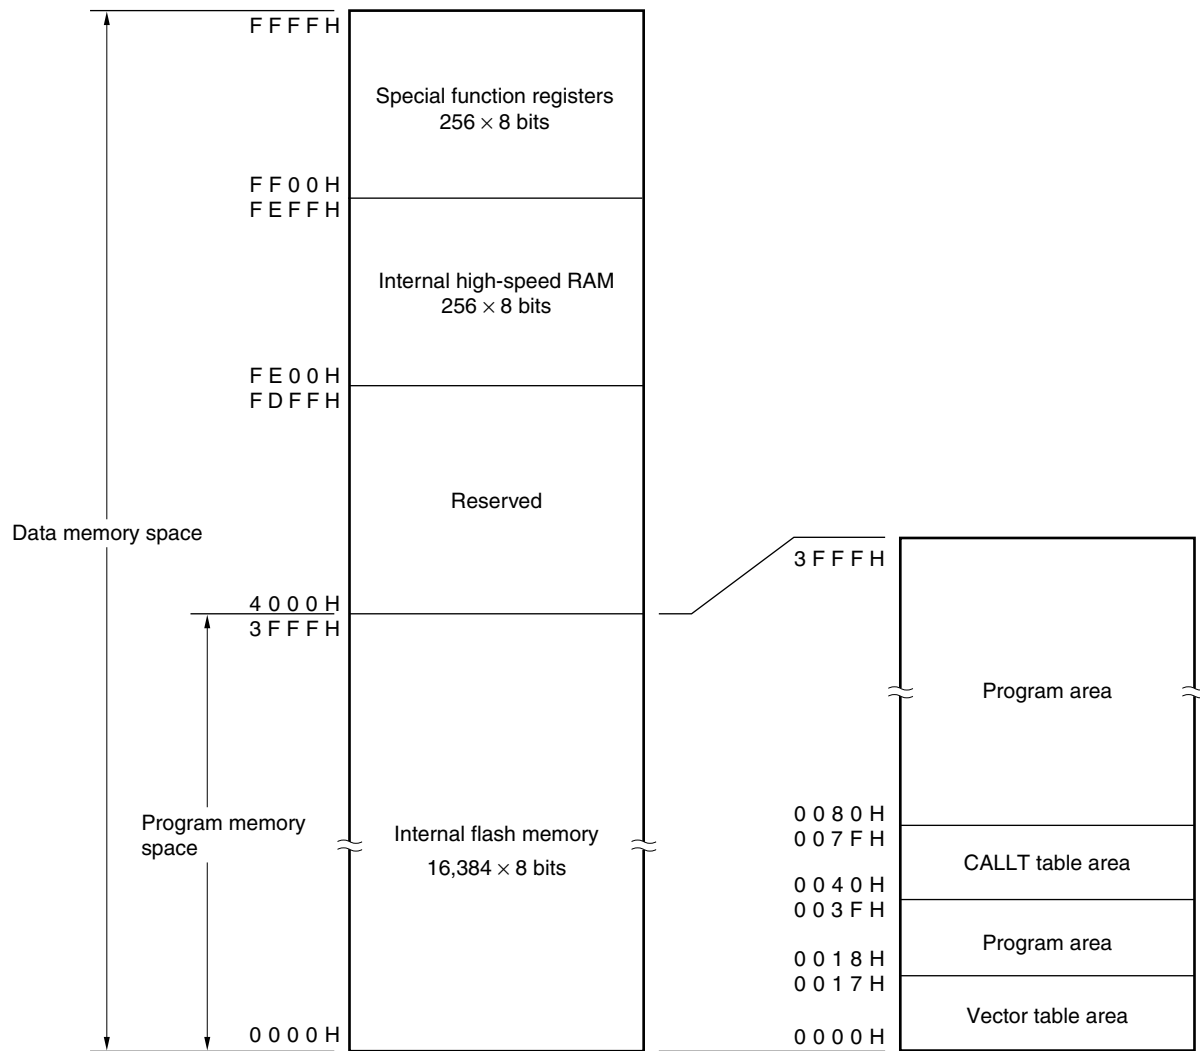 FFFFH
Special function registers
256 × 8 bits
FF00H
FEFFH
Internal high-speed RAM
256 × 8 bits
FE00H
FDFFH
Reserved
Data memory space
4000H
3FFFH
Program memory
space
Internal flash memory
16,384 × 8 bits
0000H
3FFFH
Program area
0080H
007FH
CALLT table area
0040H
003FH
Program area
0018H
0017H
Vector table area
0000H